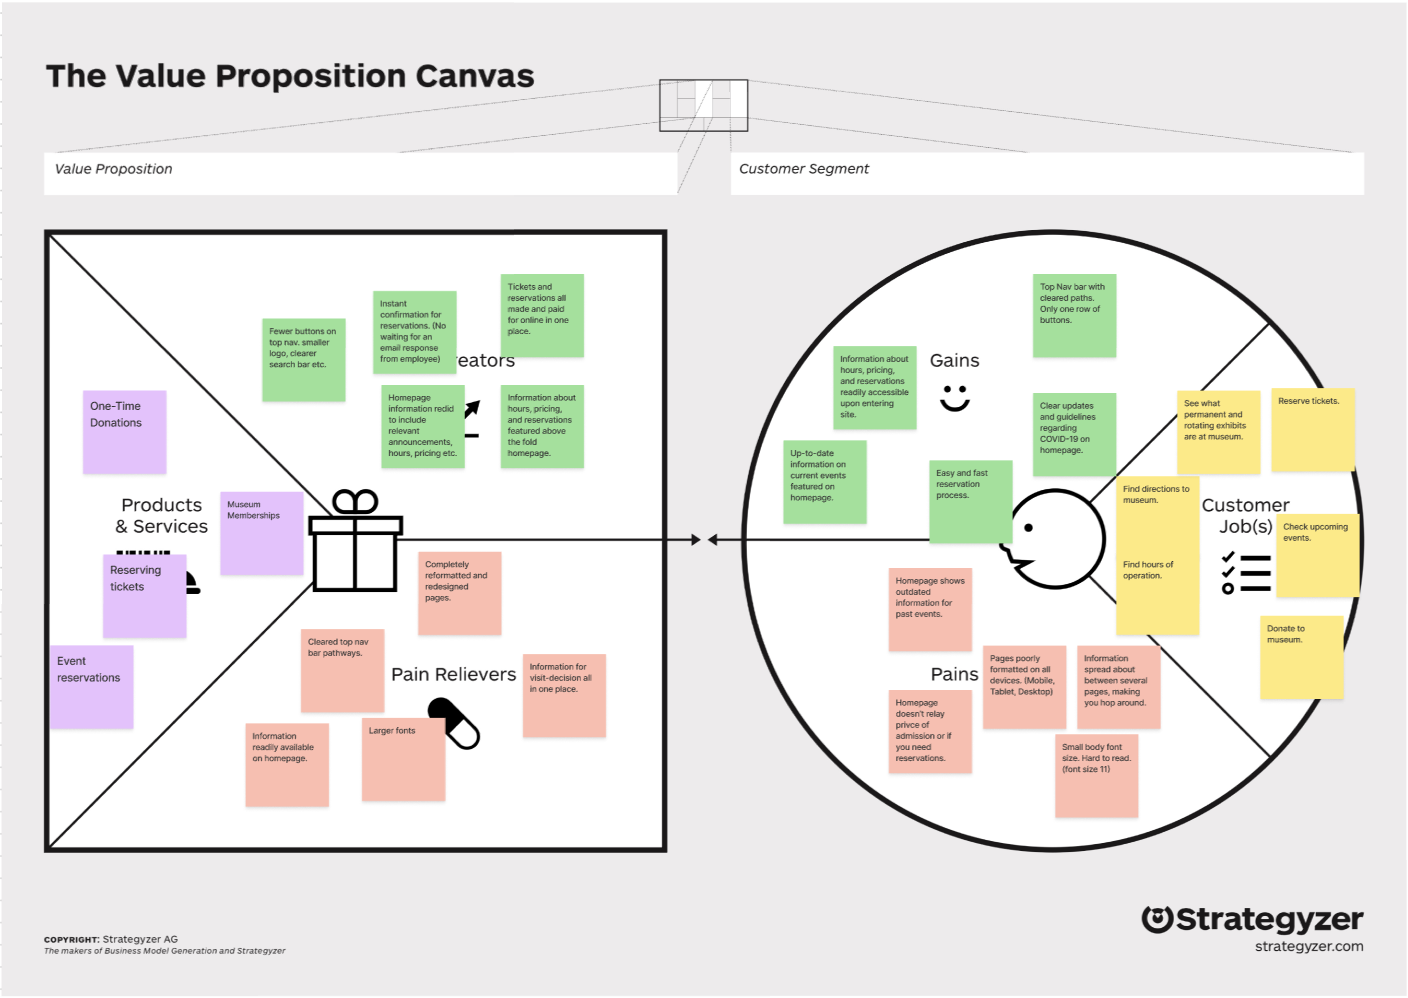 The Value Proposition Canvas
Value Proposition
Customer Segment
Fewer buttons on
top nav. smaller
logo, clearer
search bar etc.
Instant
confirmation for
reservations. (No
waiting for an
email response
from employee)
Tickets and
reservations all
made and paid
for online in one
place.
reators
Homepage
information redid
to include
relevant
announcements,
hours, pricing etc.
Information about
hours, pricing,
and reservations
featured above
the fold
homepage.
One-Time
Donations
Products
& Services
Museum
Memberships
Reserving
tickets
Event
reservations
Completely
reformatted and
redesigned
pages.
Cleared top nav
bar pathways.
Pain Relievers
Information for
visit-decision all
in one place.
Information
readily available
on homepage.
Larger fonts
Top Nav bar with
cleared paths.
Only one row of
buttons.
Information about
hours, pricing,
and reservations
readily accessible
upon entering
site.
Gains
Clear updates
and guidelines
regarding
COVID-19 on
homepage.
Up-to-date
information on
current events
featured on
homepage.
Easy and fast
reservation
process.
See what
permanent and
rotating exhibits
are at museum.
Reserve tickets.
Find directions to
museum.
Find hours of
operation.
Customer
Job(s)
Check upcoming
events.
Donate to
museum.
Homepage shows
outdated
information for
past events.
Pains
Pages poorly
formatted on all
devices. (Mobile,
Tablet, Desktop)
Information
spread about
between several
pages, making
you hop around.
Homepage
doesn't relay
privce of
admission or if
you need
reservations.
Small body font
size. Hard to read.
(font size 11)
COPYRIGHT: Strategyzer AG
The makers of Business Model Generation and Strategyzer
Strategyzer
strategyzer.com